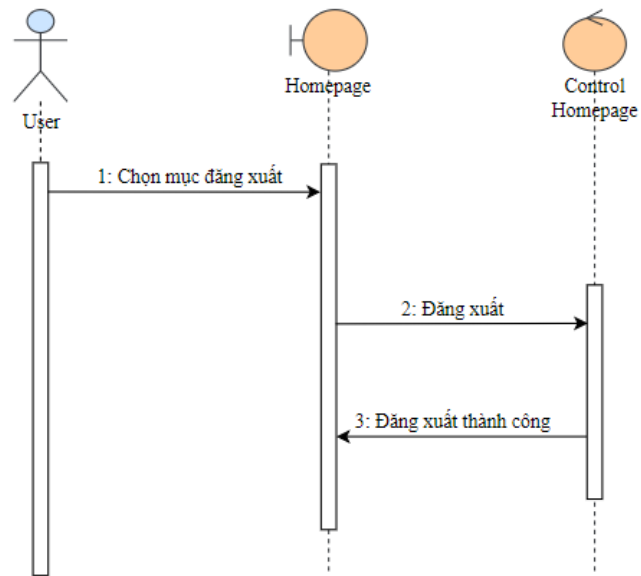 User
Homepage
Control
Homepage
1: Chọn mục đăng xuất
2: Đăng xuất
3: Đăng xuất thành công